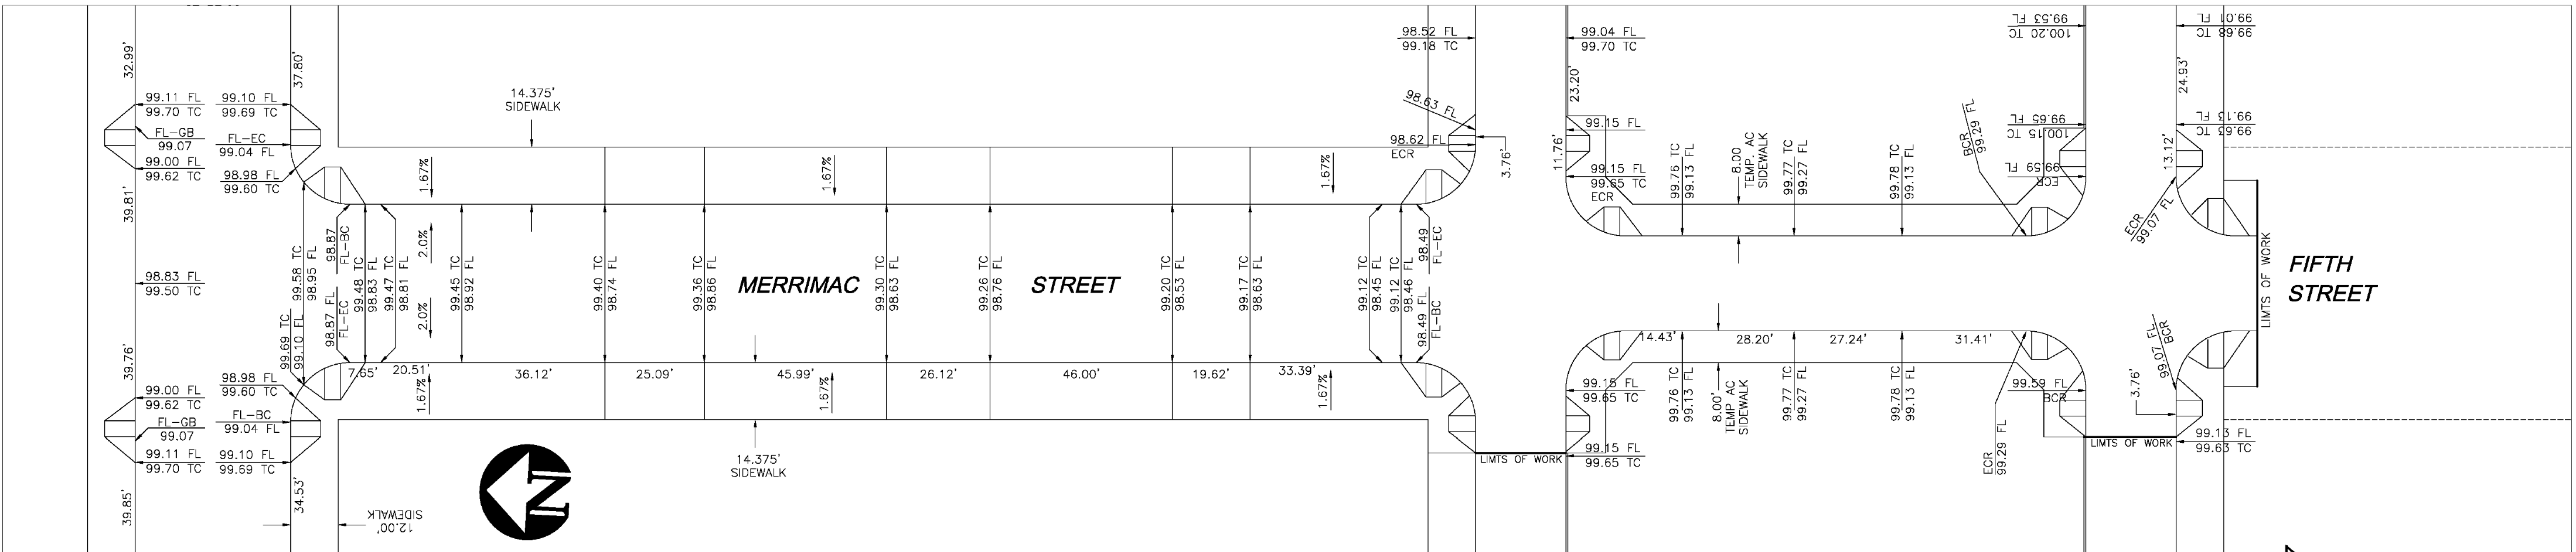 32.99'
37.80'
99.11 FL
99.70 TC
99.10 FL
99.69 TC
FL-GB
99.07
FL-EC
99.04 FL
99.00 FL
99.62 TC
98.98 FL
99.60 TC
39.81'
98.83 FL
99.50 TC
39.76'
99.00 FL
99.62 TC
98.98 FL
99.60 TC
FL-GB
99.07
FL-BC
99.04 FL
99.11 FL
99.70 TC
99.10 FL
99.69 TC
39.85'
34.53'
12.00'
SIDEWALK
99.58 TC
98.95 FL
99.69 TC
99.10 FL
98.87
FL-BC
98.87 FL
FL-EC
99.48 TC
98.83 FL
99.47 TC
98.81 FL
14.375'
SIDEWALK
1.67%
1.67%
1.67%
2.0%
2.0%
99.45 TC
98.92 FL
99.40 TC
98.74 FL
99.36 TC
98.86 FL
MERRIMAC STREET
99.30 TC
98.63 FL
99.26 TC
98.76 FL
99.20 TC
98.53 FL
99.17 TC
98.63 FL
99.12 TC
98.45 FL
99.12 TC
98.46 FL
98.49
FL-EC
98.49 FL
FL-BC
7.65'
20.51'
36.12'
25.09'
45.99'
26.12'
46.00'
19.62'
33.39'
1.67%
1.67%
1.67%
14.375'
SIDEWALK
N
98.52 FL
99.18 TC
98.63 FL
98.62 FL
ECR
3.76'
99.04 FL
99.70 TC
23.20'
11.76'
99.15 FL
99.15 FL
99.65 TC
ECR
99.76 TC
99.13 FL
8.00
TEMP. AC
SIDEWALK
99.77 TC
99.27 FL
99.78 TC
99.13 FL
BCR
99.29 FL
99.53 FL
100.20 TC
99.65 FL
100.15 TC
99.59 FL
ECR
99.01 FL
99.68 TC
24.93'
99.13 FL
99.63 TC
13.12'
ECR
99.07 FL
LIMTS OF WORK
FIFTH
STREET
14.43'
28.20'
27.24'
31.41'
99.76 TC
99.13 FL
8.00'
TEMP AC
SIDEWALK
99.77 TC
99.27 FL
99.78 TC
99.13 FL
99.15 FL
99.65 TC
99.15 FL
99.65 TC
LIMTS OF WORK
ECR
99.29 FL
99.59 FL
BCR
99.07 FL
BCR
3.76'
LIMTS OF WORK
99.13 FL
99.63 TC